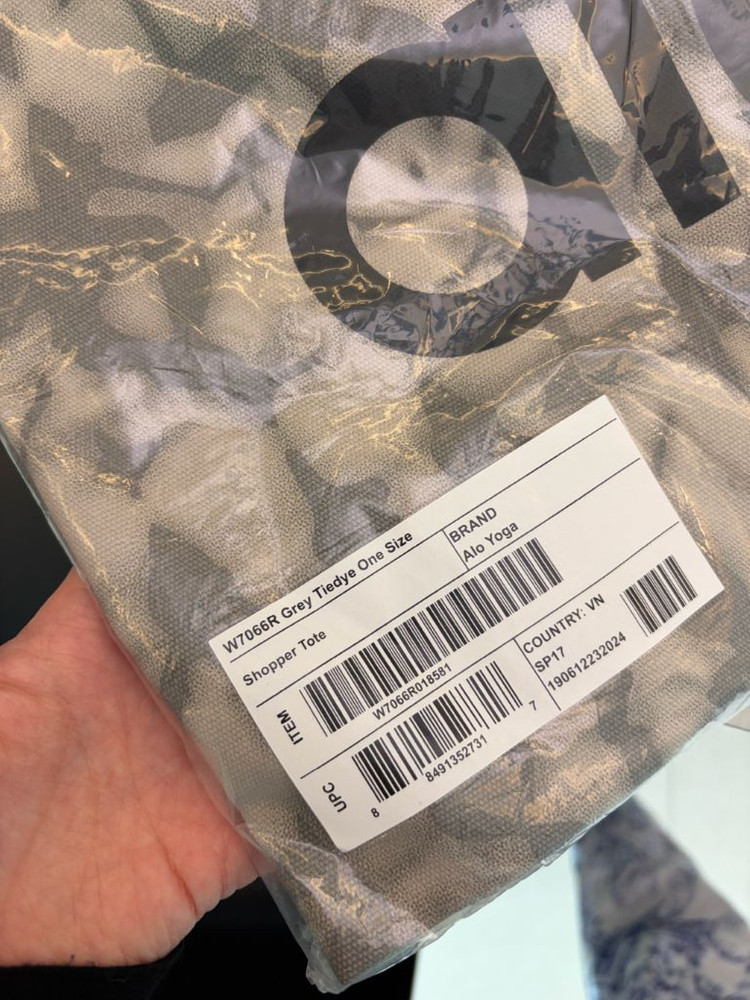 al
W7066R Grey Tiedye One Size
Shopper Tote
BRAND
Alo Yoga
ITEM
W7066R018581
UPC
8 8491352731 7
COUNTRY: VN
SP17
190612232024